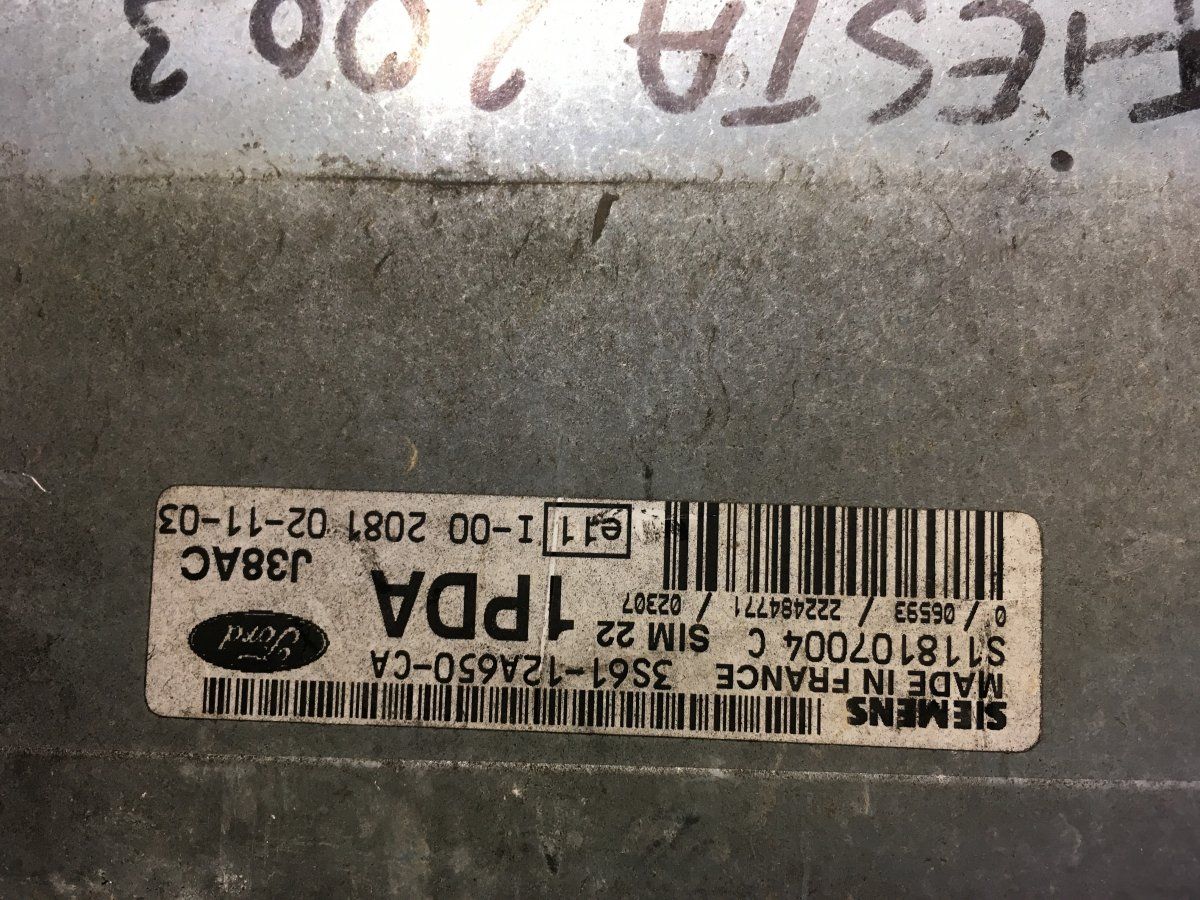 SIEMENS
MADE IN FRANCE 3S61-12A650-CA
Ford
S118107004 C SIM 22 1PDA
0/ 06593 / 222484771 / 02307
J38AC
e11 I-00 2081 02-11-03
FiESTA 2003